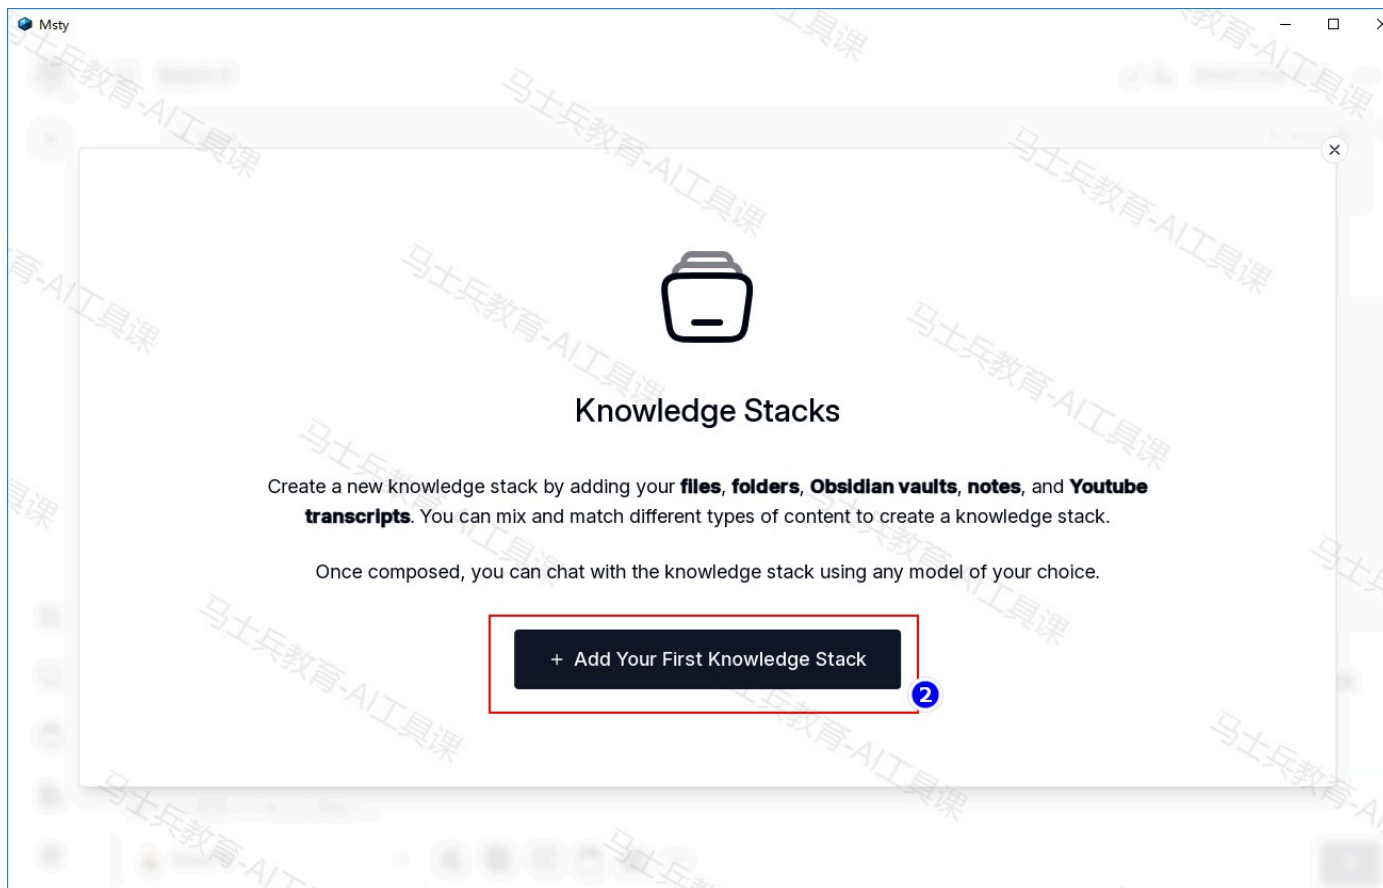 Msty
Knowledge Stacks
Create a new knowledge stack by adding your files, folders, Obsidian vaults, notes, and Youtube
transcripts. You can mix and match different types of content to create a knowledge stack.
Once composed, you can chat with the knowledge stack using any model of your choice.
+ Add Your First Knowledge Stack
2
马士兵教育-AI工具课